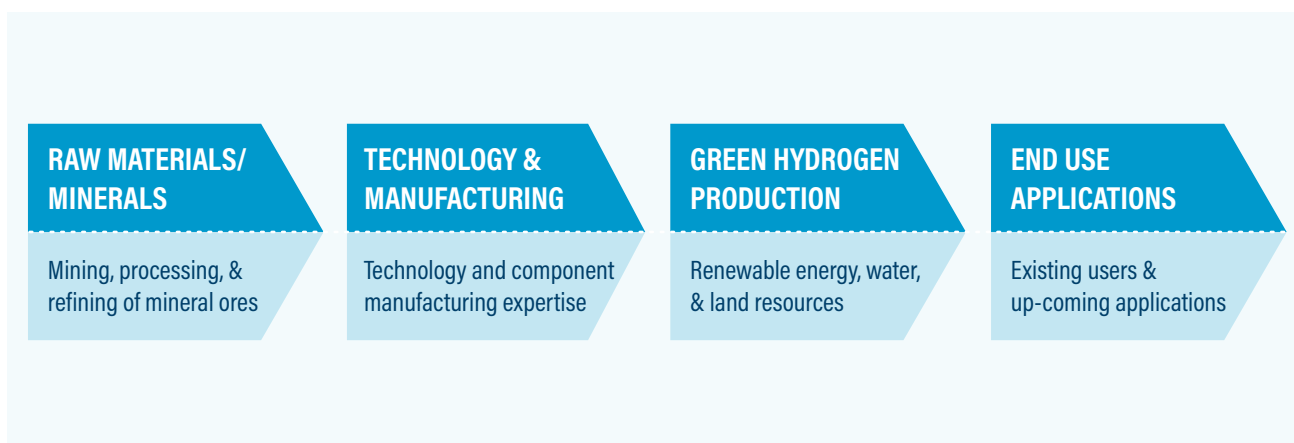 RAW MATERIALS/
MINERALS
Mining, processing, &
refining of mineral ores
TECHNOLOGY &
MANUFACTURING
Technology and component
manufacturing expertise
GREEN HYDROGEN
PRODUCTION
Renewable energy, water,
& land resources
END USE
APPLICATIONS
Existing users &
up-coming applications